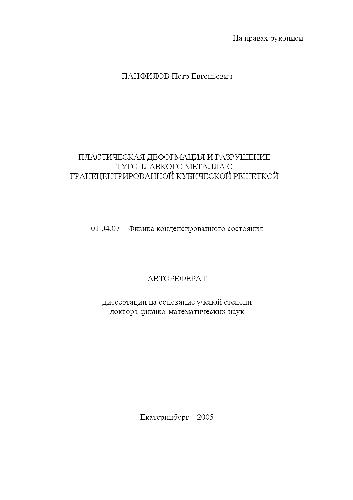 На правах рукописи
ПАНФИЛОВ Петр Евгеньевич
ПЛАСТИЧЕСКАЯ ДЕФОРМАЦИЯ И РАЗРУШЕНИЕ
ТУГОПЛАВКОГО МЕТАЛЛА С
ГРАНЕЦЕНТРИРОВАННОЙ КУБИЧЕСКОЙ РЕШЕТКОЙ
01.04.07 – Физика конденсированного состояния
АВТОРЕФЕРАТ
диссертации на соискание ученой степени
доктора физико-математических наук
Екатеринбург – 2005